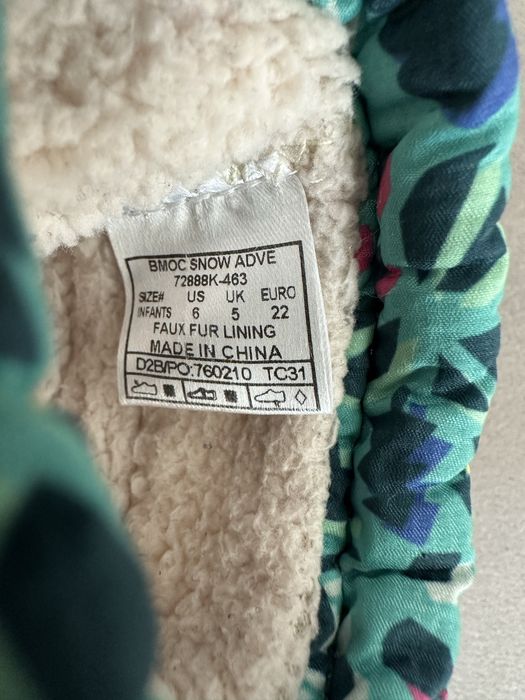 BMOC SNOW ADVE
72888K-463
SIZE# US UK EURO
INFANTS 6 5 22
FAUX FUR LINING
MADE IN CHINA
D2B/PO:760210 TC31